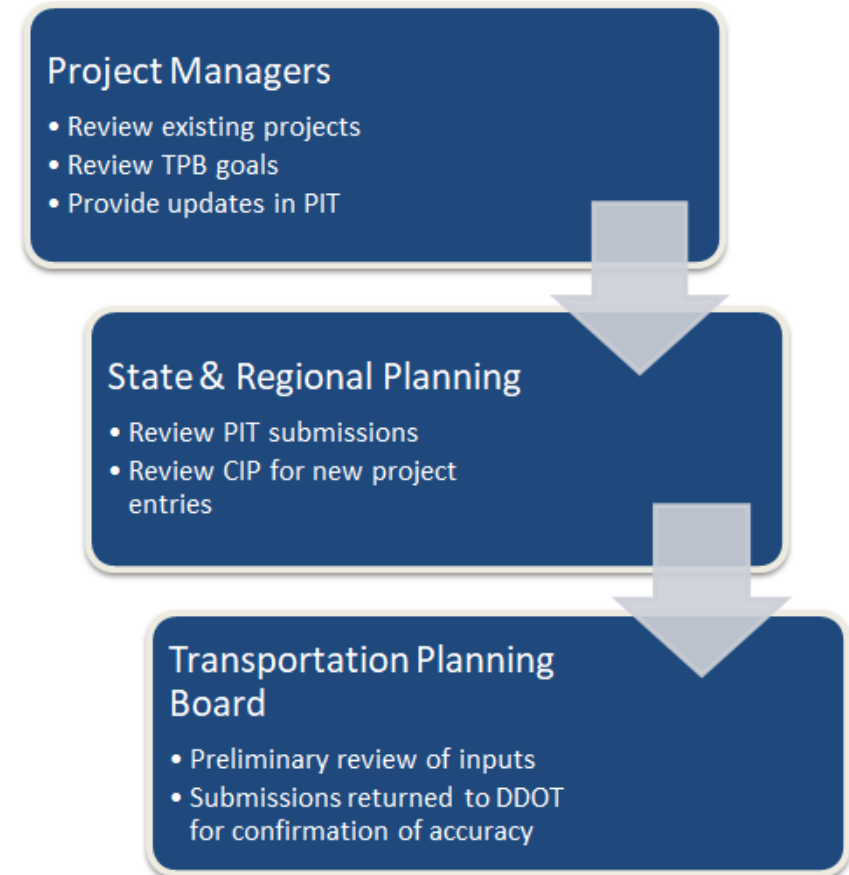 Project Managers
• Review existing projects
• Review TPB goals
• Provide updates in PIT
State & Regional Planning
• Review PIT submissions
• Review CIP for new project
entries
Transportation Planning
Board
• Preliminary review of inputs
• Submissions returned to DDOT
for confirmation of accuracy